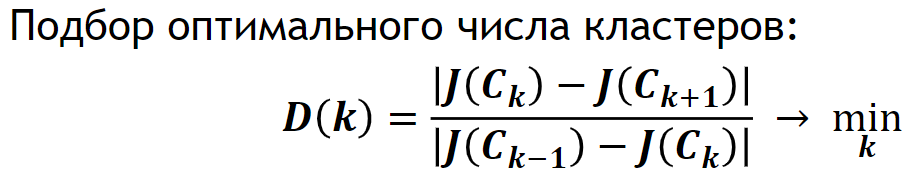 Подбор оптимального числа кластеров:
D(k) = |J(C_k) − J(C_{k+1})| / |J(C_{k−1}) − J(C_k)| → min_k